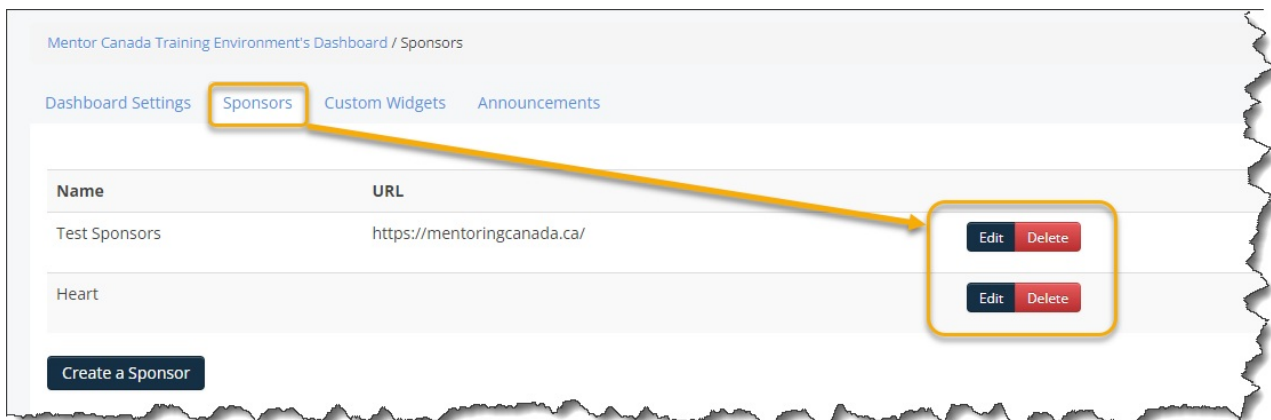 Mentor Canada Training Environment's Dashboard / Sponsors
Dashboard Settings Sponsors Custom Widgets Announcements
Name URL
Test Sponsors https://mentoringcanada.ca/ Edit Delete
Heart Edit Delete
Create a Sponsor